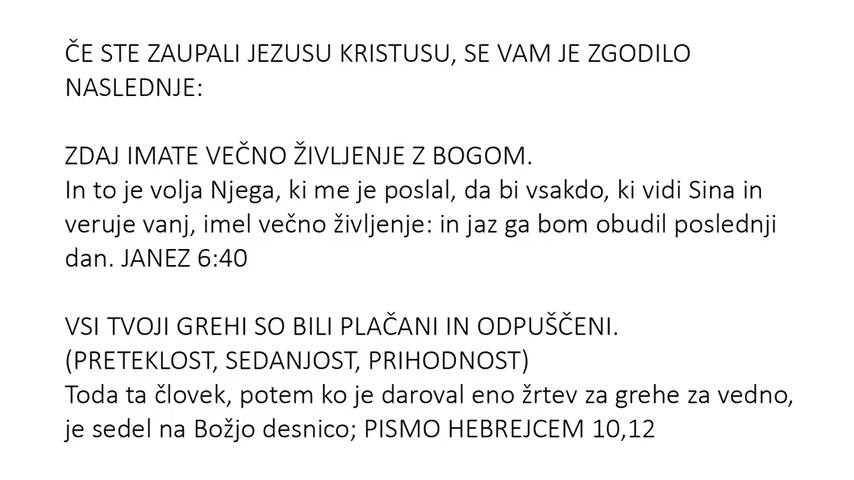 ČE STE ZAUPALI JEZUSU KRISTUSU, SE VAM JE ZGODILO
NASLEDNJE:
ZDAJ IMATE VEČNO ŽIVLJENJE Z BOGOM.
In to je volja Njega, ki me je poslal, da bi vsakdo, ki vidi Sina in
veruje vanj, imel večno življenje: in jaz ga bom obudil poslednji
dan. JANEZ 6:40
VSI TVOJI GREHI SO BILI PLAČANI IN ODPUŠČENI.
(PRETEKLOST, SEDANJOST, PRIHODNOST)
Toda ta človek, potem ko je daroval eno žrtev za grehe za vedno,
je sedel na Božjo desnico; PISMO HEBREJCEM 10,12